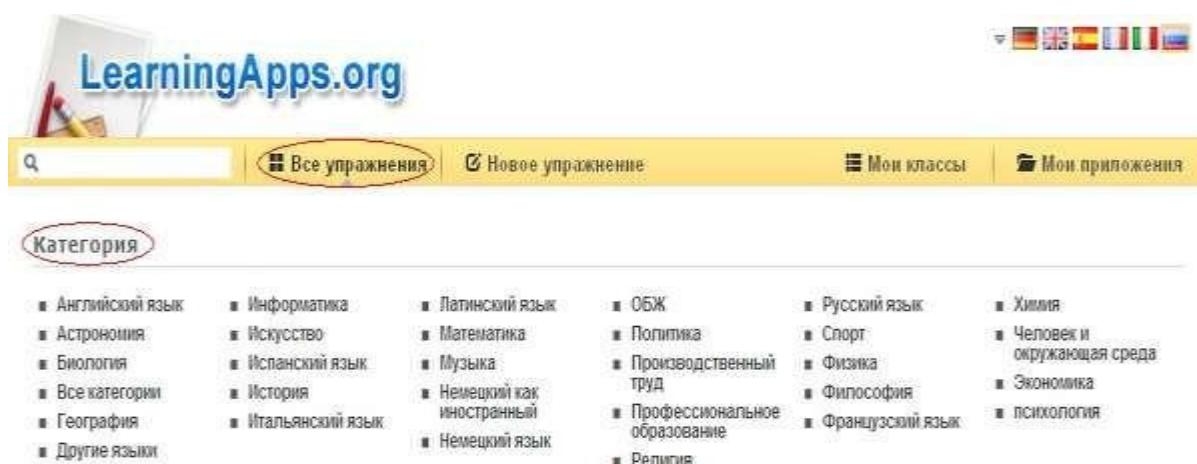 LearningApps.org
Все упражнения
Новое упражнение
Мои классы
Мои приложения
Категория
Английский язык
Астрономия
Биология
Все категории
География
Другие языки
Информатика
Искусство
Испанский язык
История
Итальянский язык
Латинский язык
Математика
Музыка
Немецкий как
иностранный
Немецкий язык
ОБЖ
Политика
Производственный
труд
Профессиональное
образование
Религия
Русский язык
Спорт
Физика
Философия
Французский язык
Химия
Человек и
окружающая среда
Экономика
психология